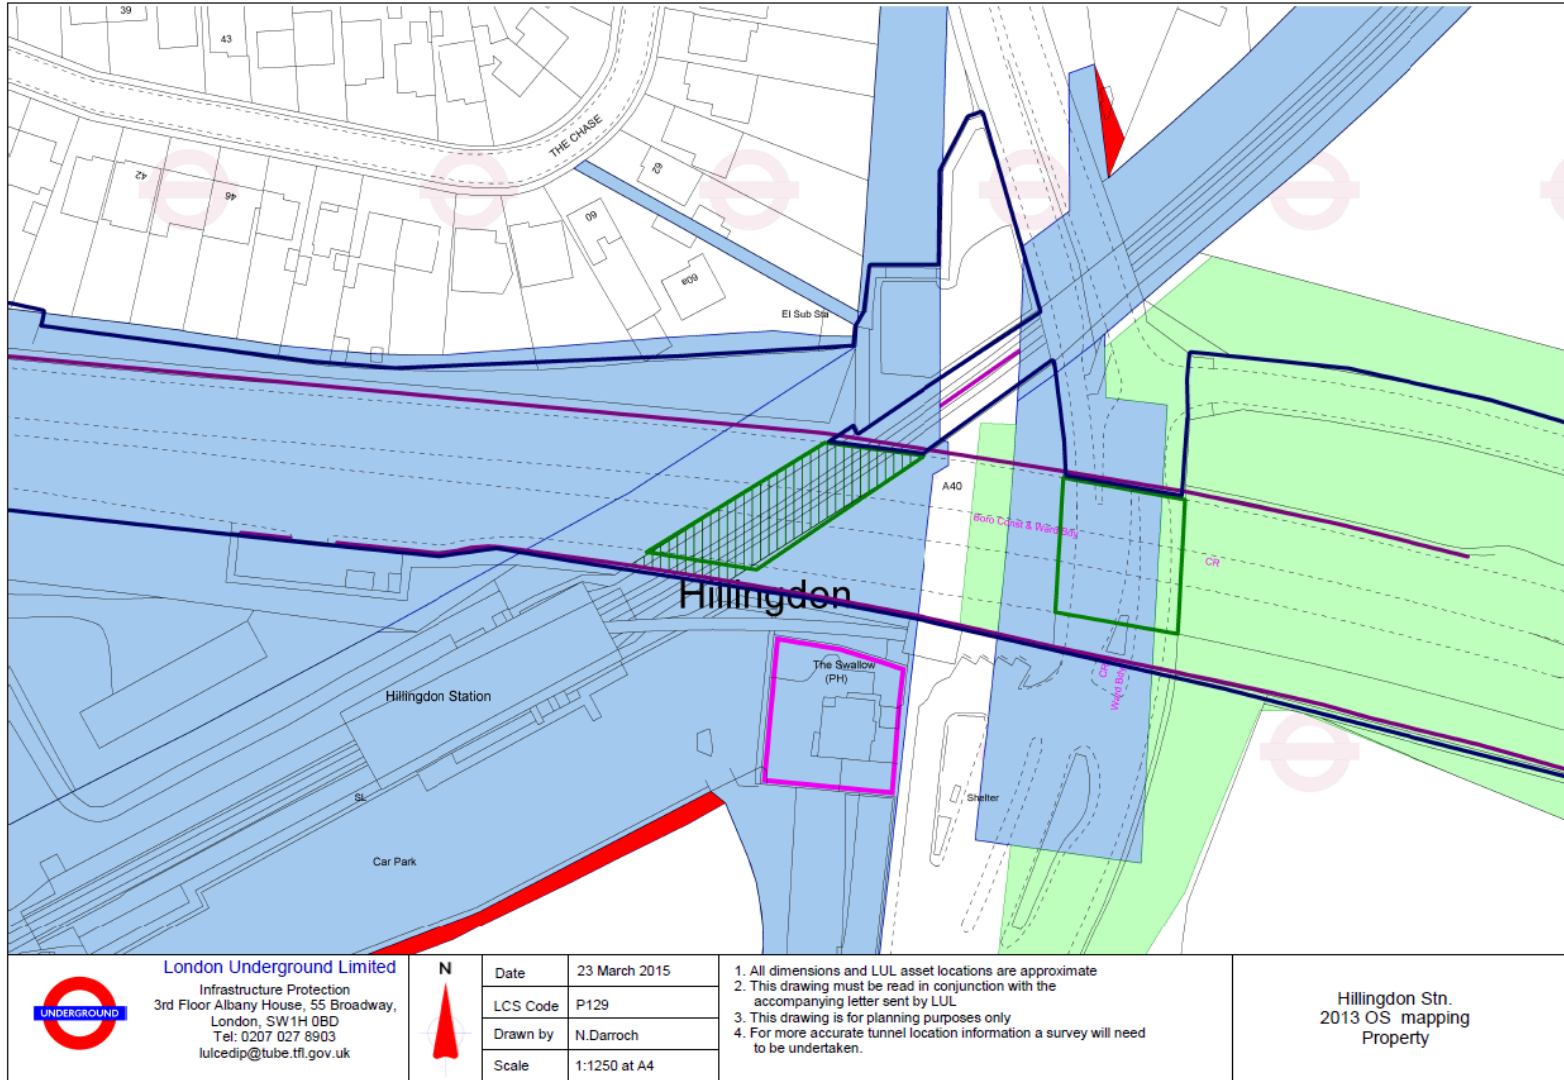 39
43
THE CHASE
42
46
62
60
60a
El Sub Sta
A40
Boro Const & Ward Bdy
CR
Hillingdon
The Swallow
(PH)
CR
Ward Bdy
Hillingdon Station
SL
Shelter
Car Park
UNDERGROUND
London Underground Limited
Infrastructure Protection
3rd Floor Albany House, 55 Broadway,
London, SW1H 0BD
Tel: 0207 027 8903
lulcedip@tube.tfl.gov.uk
N
Date 23 March 2015
LCS Code P129
Drawn by N.Darroch
Scale 1:1250 at A4
1. All dimensions and LUL asset locations are approximate
2. This drawing must be read in conjunction with the
accompanying letter sent by LUL
3. This drawing is for planning purposes only
4. For more accurate tunnel location information a survey will need
to be undertaken.
Hillingdon Stn.
2013 OS mapping
Property